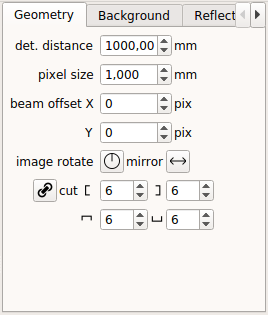 Geometry Background Reflect
det. distance 1000,00 mm
pixel size 1,000 mm
beam offset X 0 pix
Y 0 pix
image rotate mirror
cut 6 6
6 6